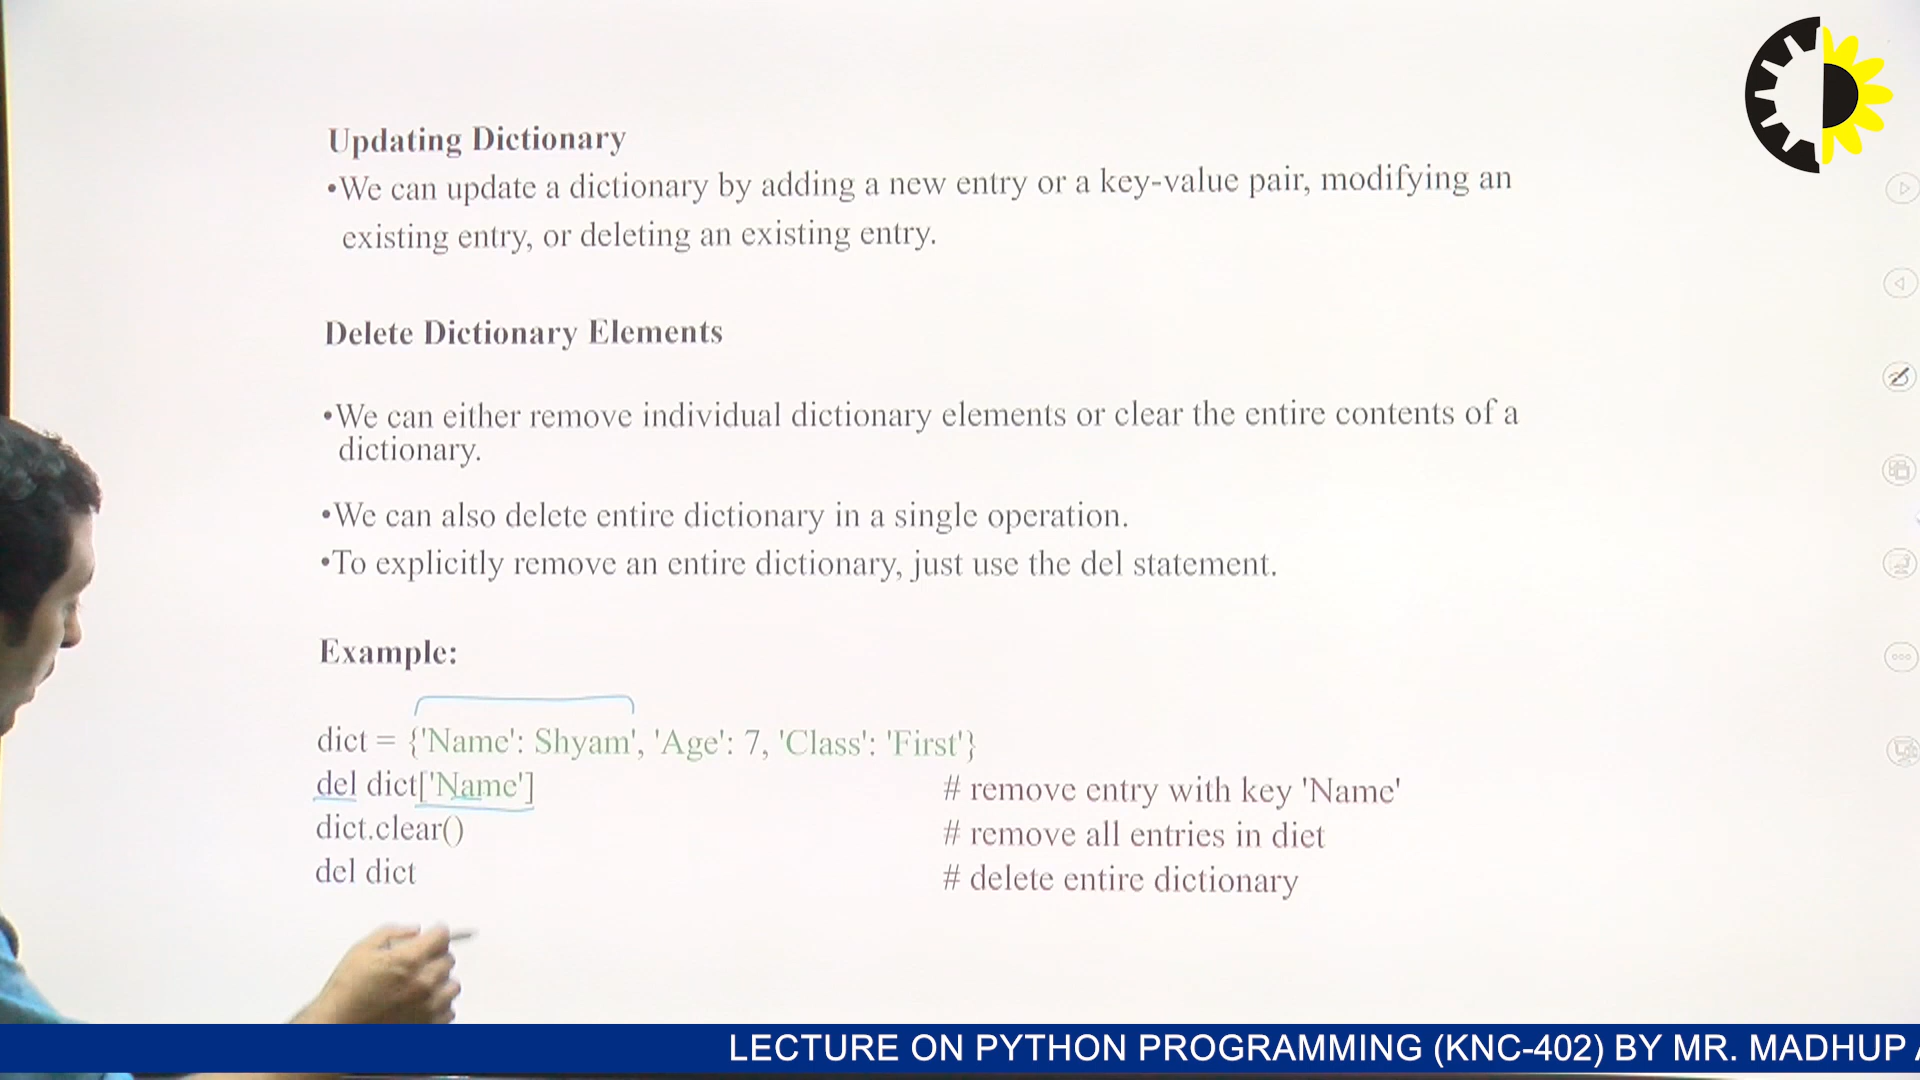 Updating Dictionary
•We can update a dictionary by adding a new entry or a key-value pair, modifying an
existing entry, or deleting an existing entry.
Delete Dictionary Elements
•We can either remove individual dictionary elements or clear the entire contents of a
dictionary.
•We can also delete entire dictionary in a single operation.
•To explicitly remove an entire dictionary, just use the del statement.
Example:
dict = {'Name': Shyam', 'Age': 7, 'Class': 'First'}
del dict['Name'] # remove entry with key 'Name'
dict.clear() # remove all entries in diet
del dict # delete entire dictionary
LECTURE ON PYTHON PROGRAMMING (KNC-402) BY MR. MADHUP A